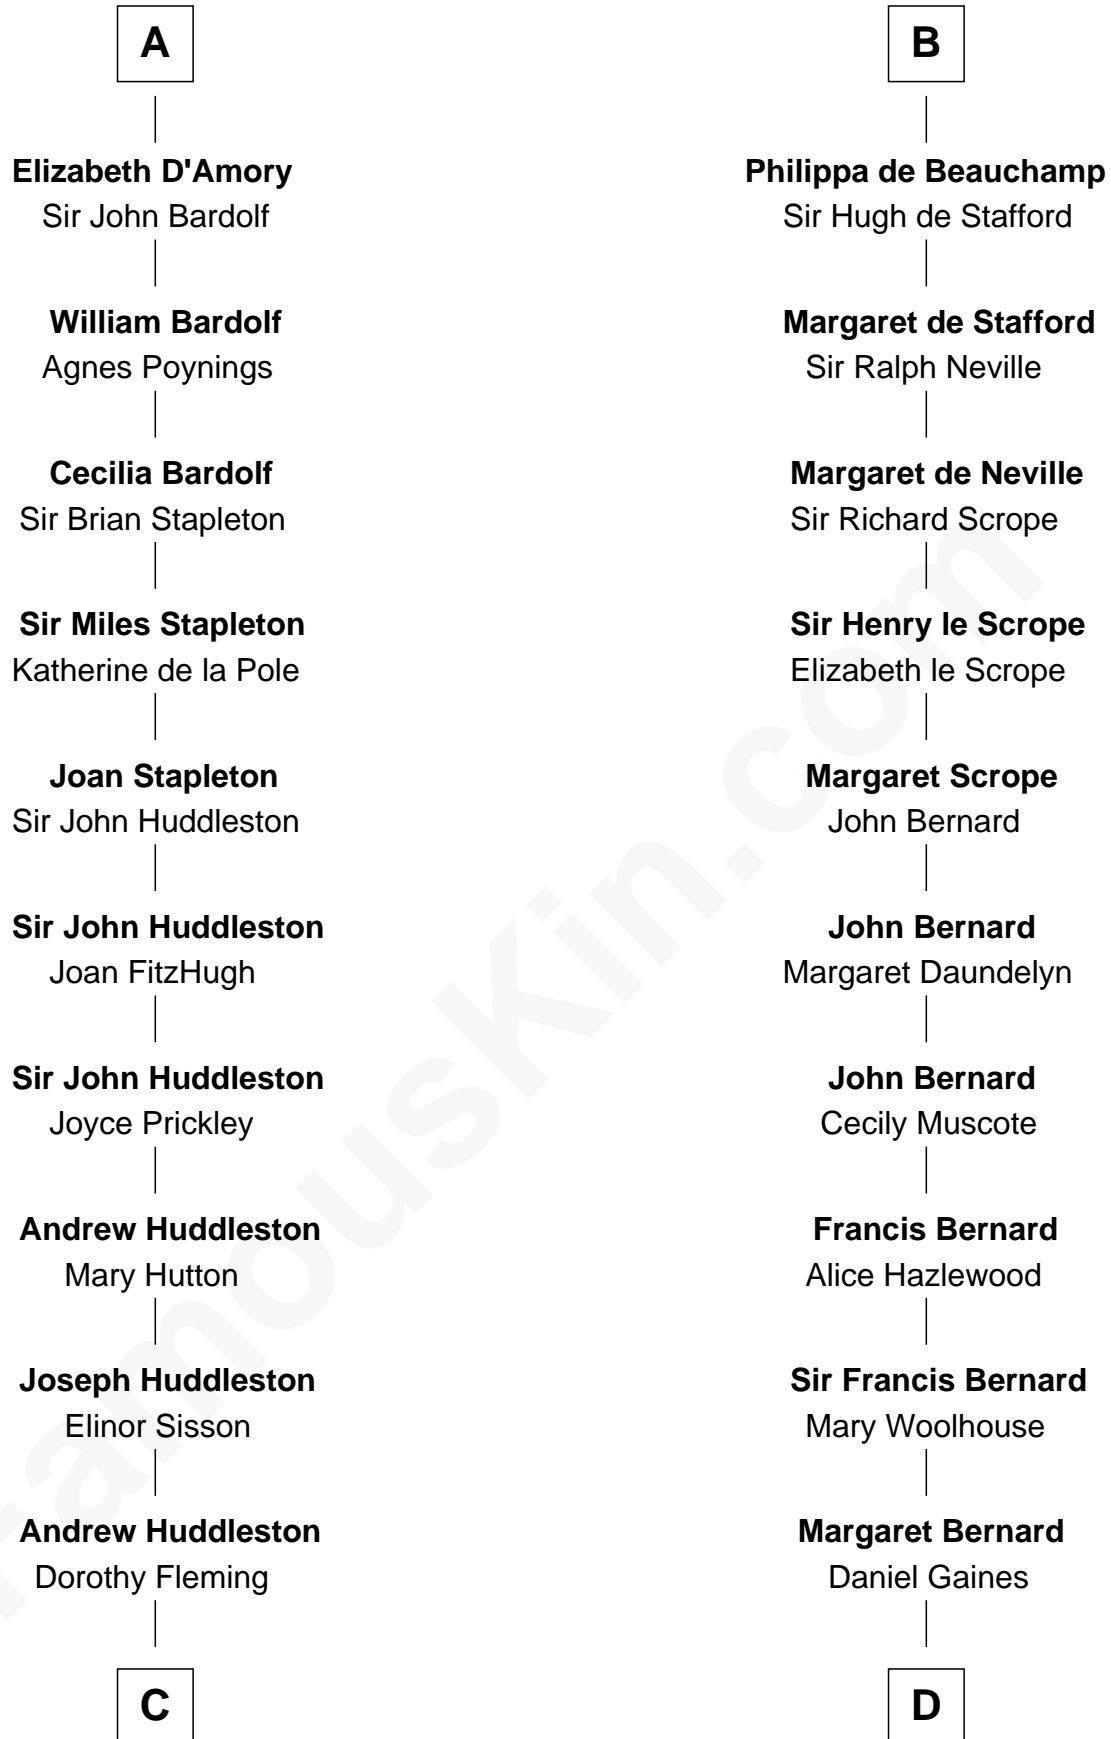 A
Elizabeth D'Amory
Sir John Bardolf
William Bardolf
Agnes Poynings
Cecilia Bardolf
Sir Brian Stapleton
Sir Miles Stapleton
Katherine de la Pole
Joan Stapleton
Sir John Huddleston
Sir John Huddleston
Joan FitzHugh
Sir John Huddleston
Joyce Prickley
Andrew Huddleston
Mary Hutton
Joseph Huddleston
Elinor Sisson
Andrew Huddleston
Dorothy Fleming
C
B
Philippa de Beauchamp
Sir Hugh de Stafford
Margaret de Stafford
Sir Ralph Neville
Margaret de Neville
Sir Richard Scrope
Sir Henry le Scrope
Elizabeth le Scrope
Margaret Scrope
John Bernard
John Bernard
Margaret Daundelyn
John Bernard
Cecily Muscote
Francis Bernard
Alice Hazlewood
Sir Francis Bernard
Mary Woolhouse
Margaret Bernard
Daniel Gaines
D
FamousKin.com